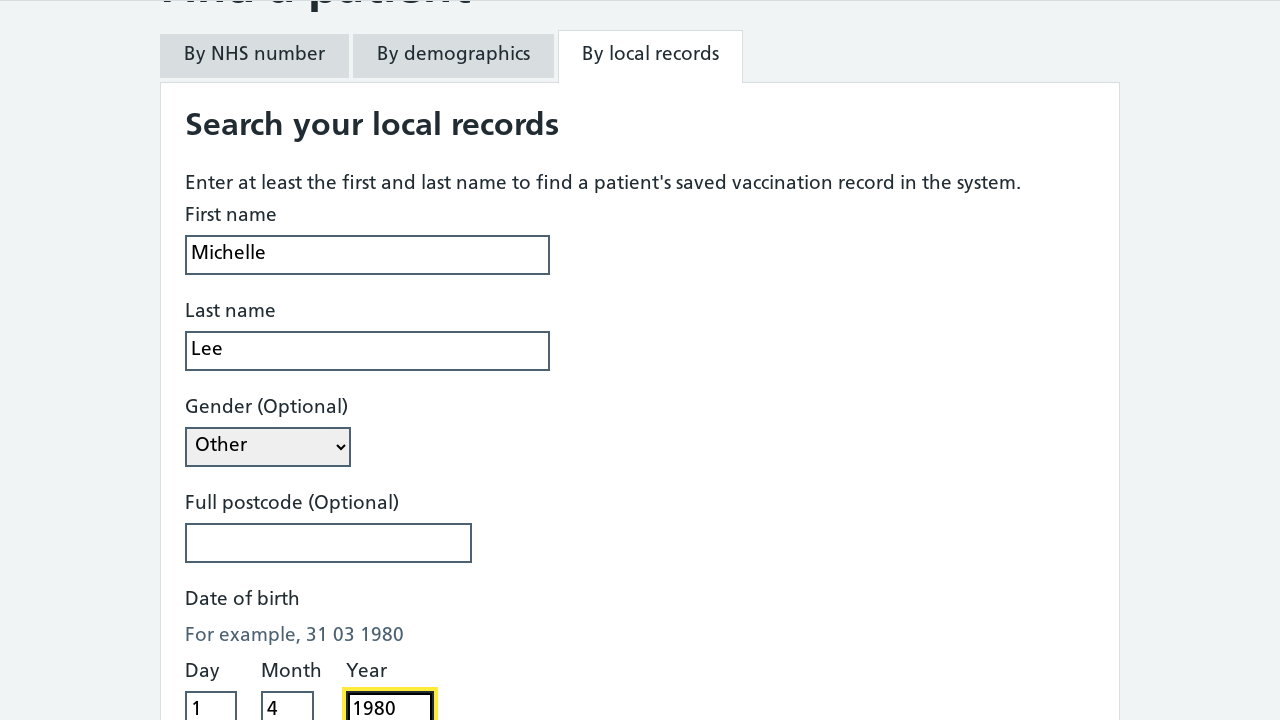 Find a patient
By NHS number
By demographics
By local records
Search your local records
Enter at least the first and last name to find a patient's saved vaccination record in the system.
First name
Michelle
Last name
Lee
Gender (Optional)
Other
Full postcode (Optional)
Date of birth
For example, 31 03 1980
Day Month Year
1 4 1980